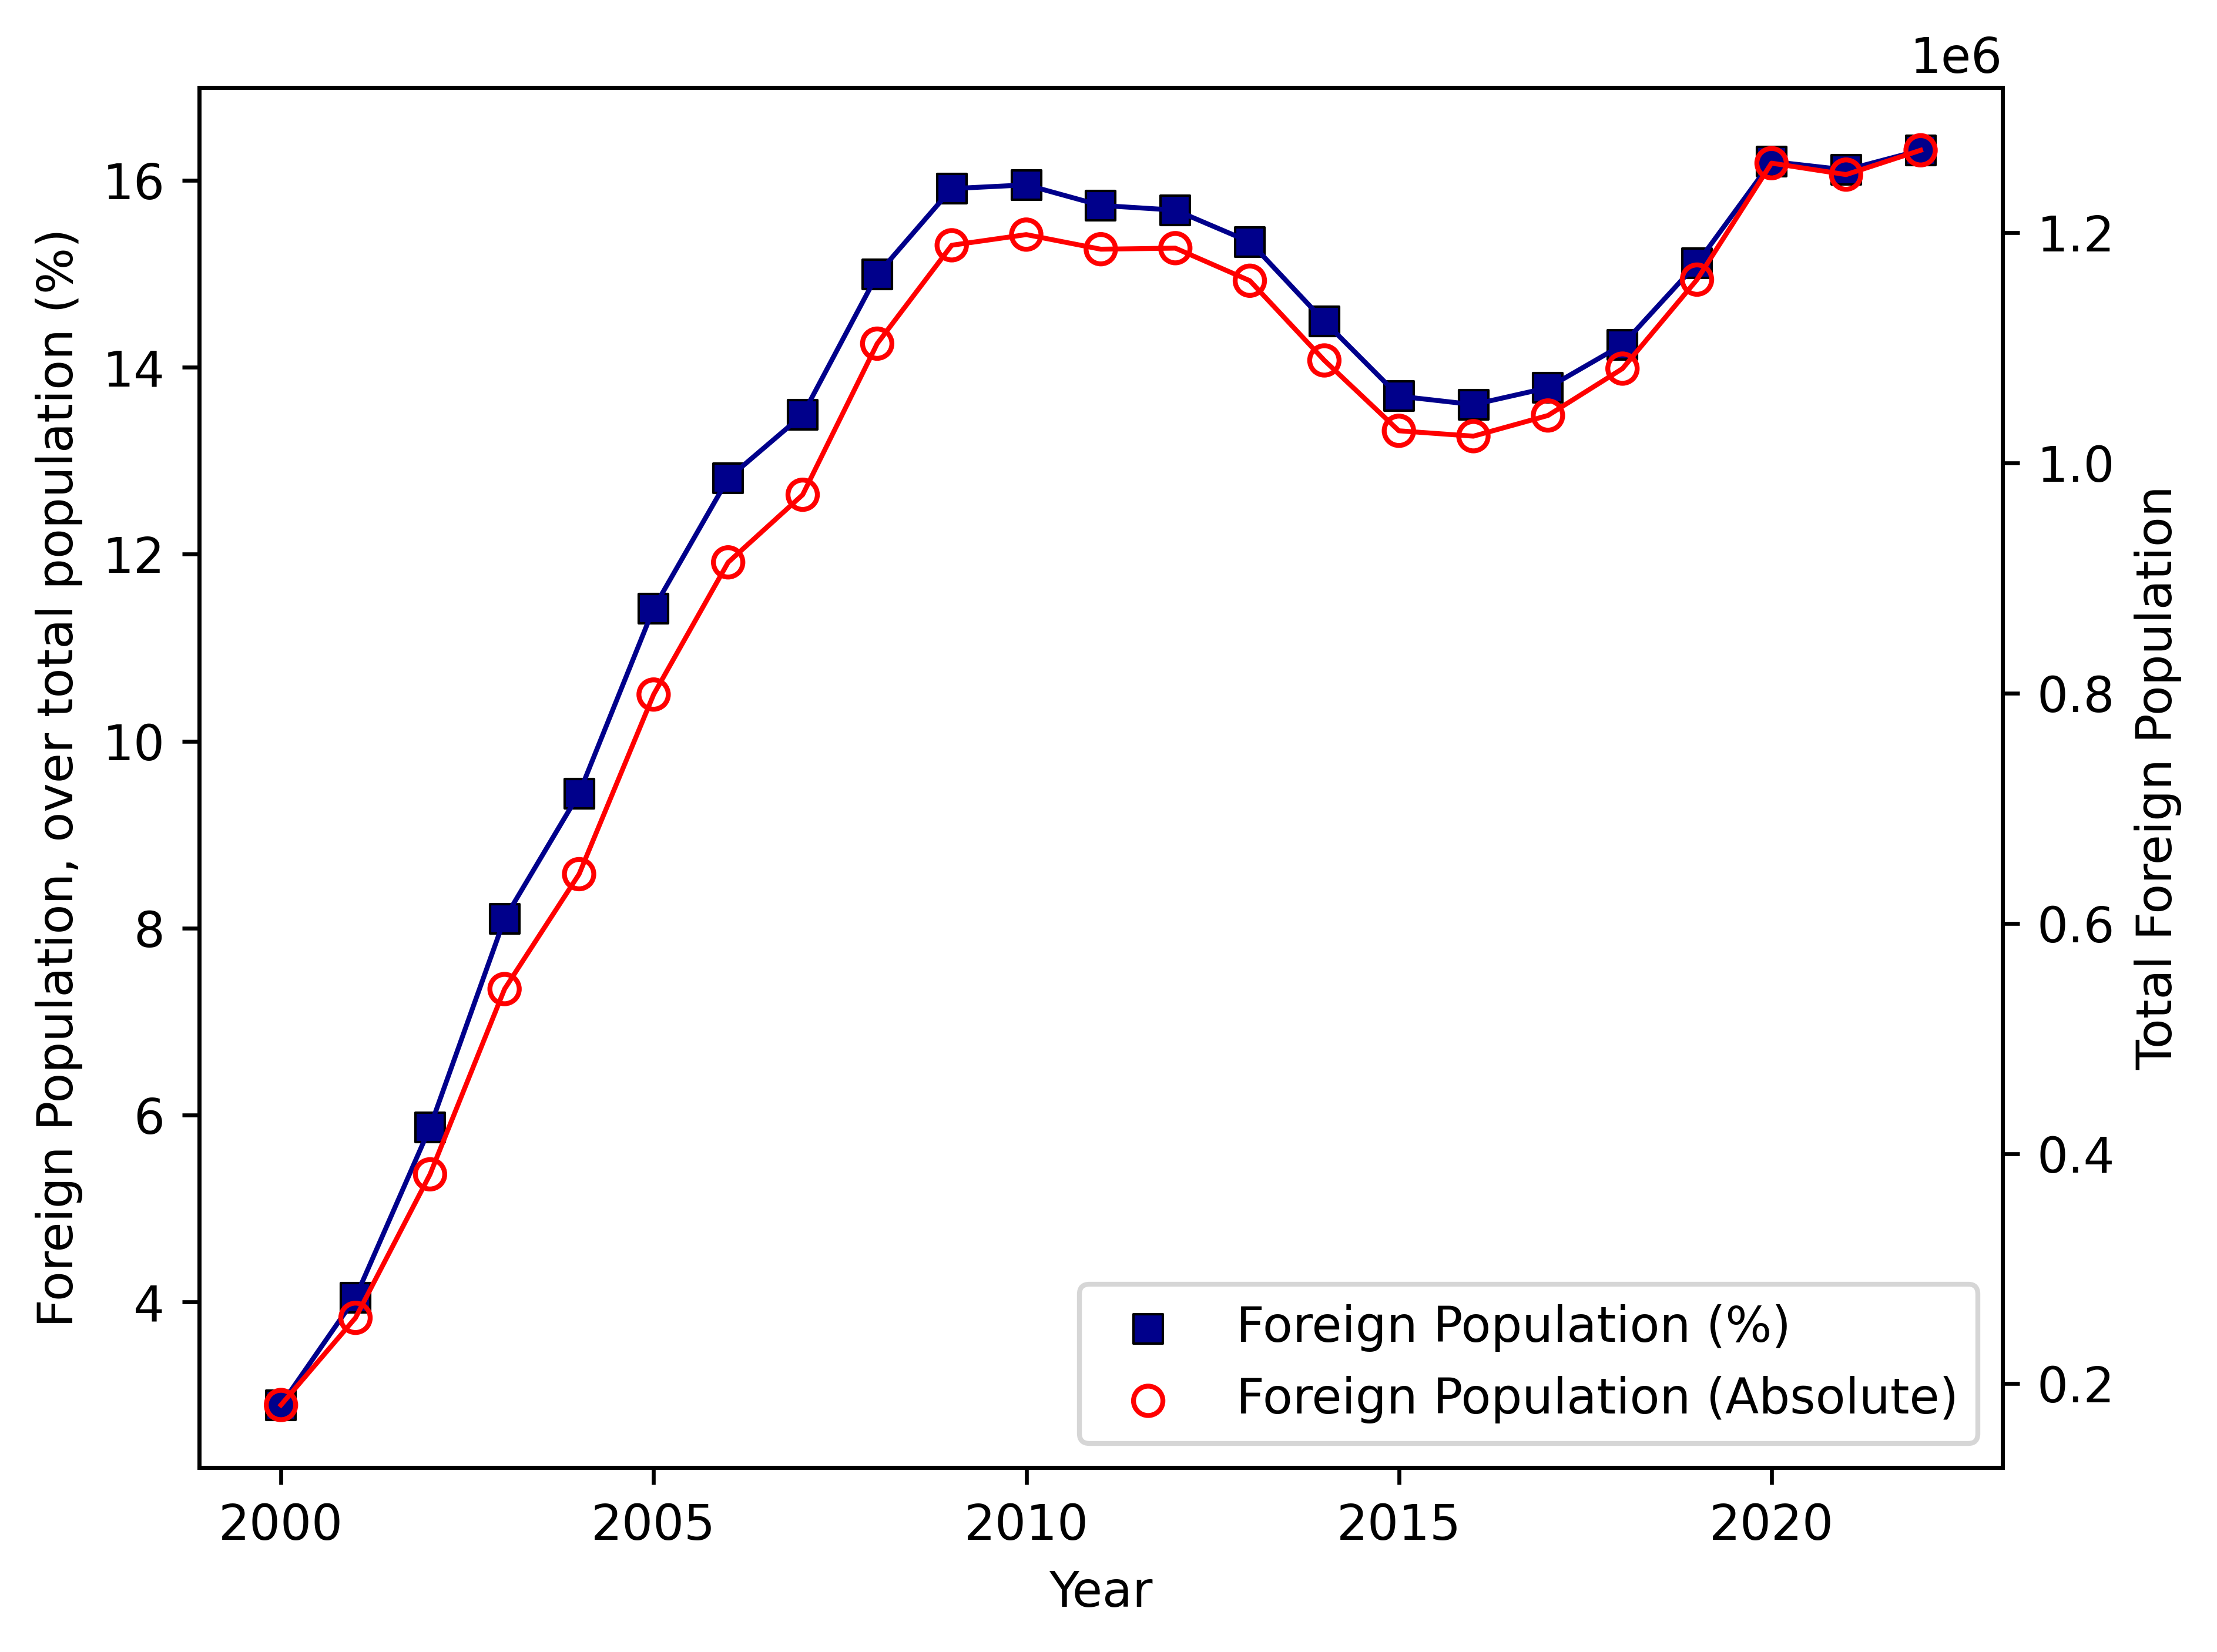 1e6
Foreign Population, over total population (%)
16
14
12
10
8
6
4
1.2
1.0
0.8
0.6
0.4
0.2
Total Foreign Population
Foreign Population (%)
Foreign Population (Absolute)
2000 2005 2010 2015 2020
Year